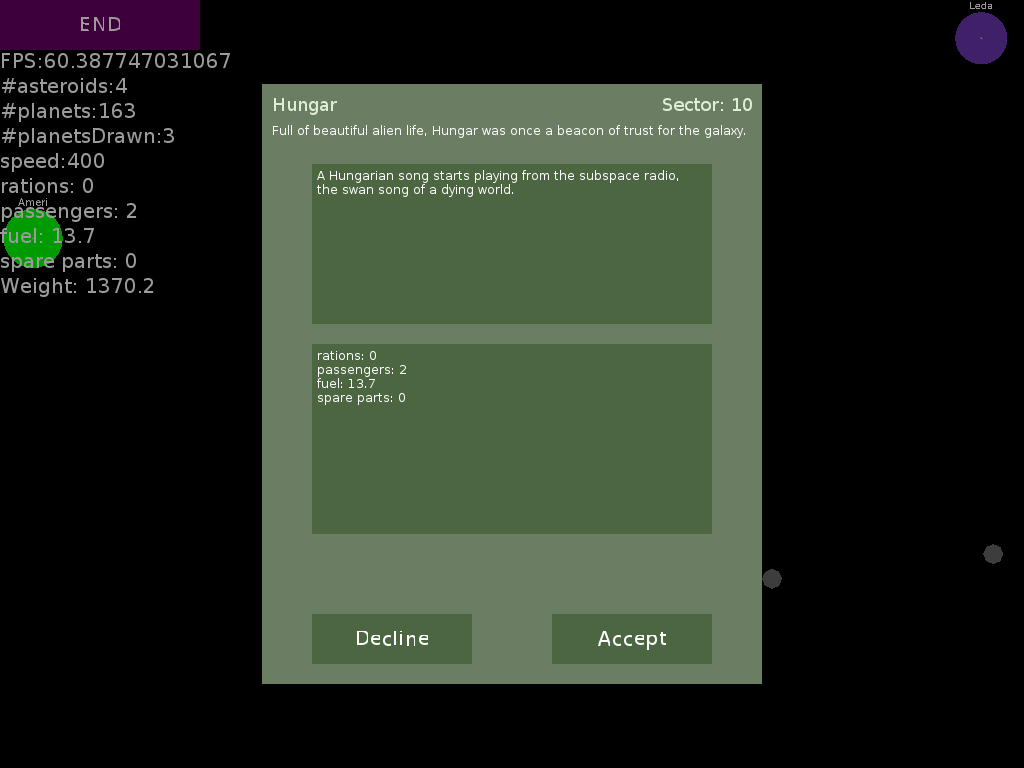 END
Leda
FPS:60.387747031067
#asteroids:4
#planets:163
#planetsDrawn:3
speed:400
rations: 0
Ameri
passengers: 2
fuel: 13.7
spare parts: 0
Weight: 1370.2
Hungar
Sector: 10
Full of beautiful alien life, Hungar was once a beacon of trust for the galaxy.
A Hungarian song starts playing from the subspace radio,
the swan song of a dying world.
rations: 0
passengers: 2
fuel: 13.7
spare parts: 0
Decline
Accept